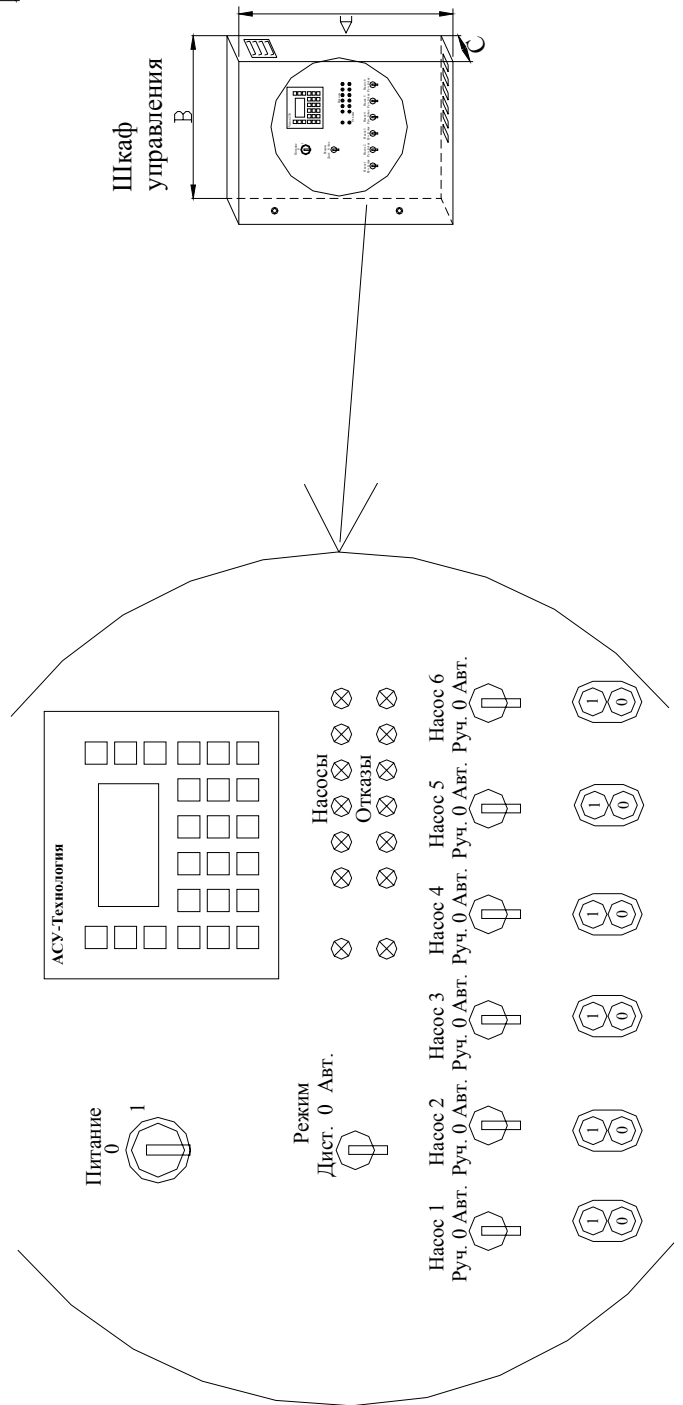 Шкаф
управления
A
B
C
АСУ-Технология
Питание
0
1
Режим
Дист. 0 Авт.
Насосы
Отказы
Насос 1
Руч. 0 Авт.
Насос 2
Руч. 0 Авт.
Насос 3
Руч. 0 Авт.
Насос 4
Руч. 0 Авт.
Насос 5
Руч. 0 Авт.
Насос 6
Руч. 0 Авт.
1
0
1
0
1
0
1
0
1
0
1
0